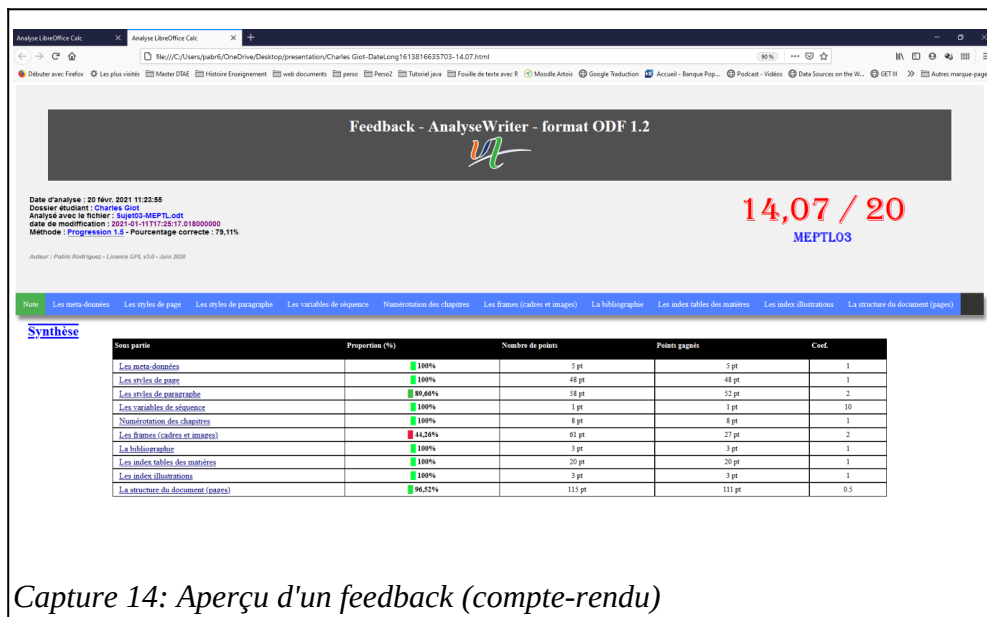 Analyse LibreOffice Calc × Analyse LibreOffice Calc × +
file:///C:/Users/pabr6/OneDrive/Desktop/presentation/Charles Giot-DateLong1613816635703-14.07.html 90 %
Débuter avec Firefox Les plus visités Master DTAE Histoire Enseignement web documents perso Perso2 Tutoriel java Fouille de texte avec R Moodle Artois Google Traduction Accueil - Banque Pop... Podcast - Vidéos Data Sources on the W... GET III Autres marque-page
Feedback - AnalyseWriter - format ODF 1.2
Date d'analyse : 20 févr. 2021 11:23:55
Dossier étudiant : Charles Giot
Analysé avec le fichier : Sujet03-MEPTL.odt
date de modification : 2021-01-11T17:25:17.018000000
Méthode : Progression 1.5 - Pourcentage correcte : 79,11%
Auteur : Pablo Rodriguez - Licence GPL v3.0 - Juin 2020
14,07 / 20
MEPTL03
Note Les meta-données Les styles de page Les styles de paragraphe Les variables de séquence Numérotation des chapitres Les frames (cadres et images) La bibliographie Les index tables des matières Les index illustrations La structure du document (pages)
Synthèse
Sous partie Proportion (%) Nombre de points Points gagnés Coef.
Les meta-données 100% 5 pt 5 pt 1
Les styles de page 100% 48 pt 48 pt 1
Les styles de paragraphe 89,66% 58 pt 52 pt 2
Les variables de séquence 100% 1 pt 1 pt 10
Numérotation des chapitres 100% 8 pt 8 pt 1
Les frames (cadres et images) 44,26% 61 pt 27 pt 2
La bibliographie 100% 3 pt 3 pt 1
Les index tables des matières 100% 20 pt 20 pt 1
Les index illustrations 100% 3 pt 3 pt 1
La structure du document (pages) 96,52% 115 pt 111 pt 0.5
Capture 14: Aperçu d'un feedback (compte-rendu)